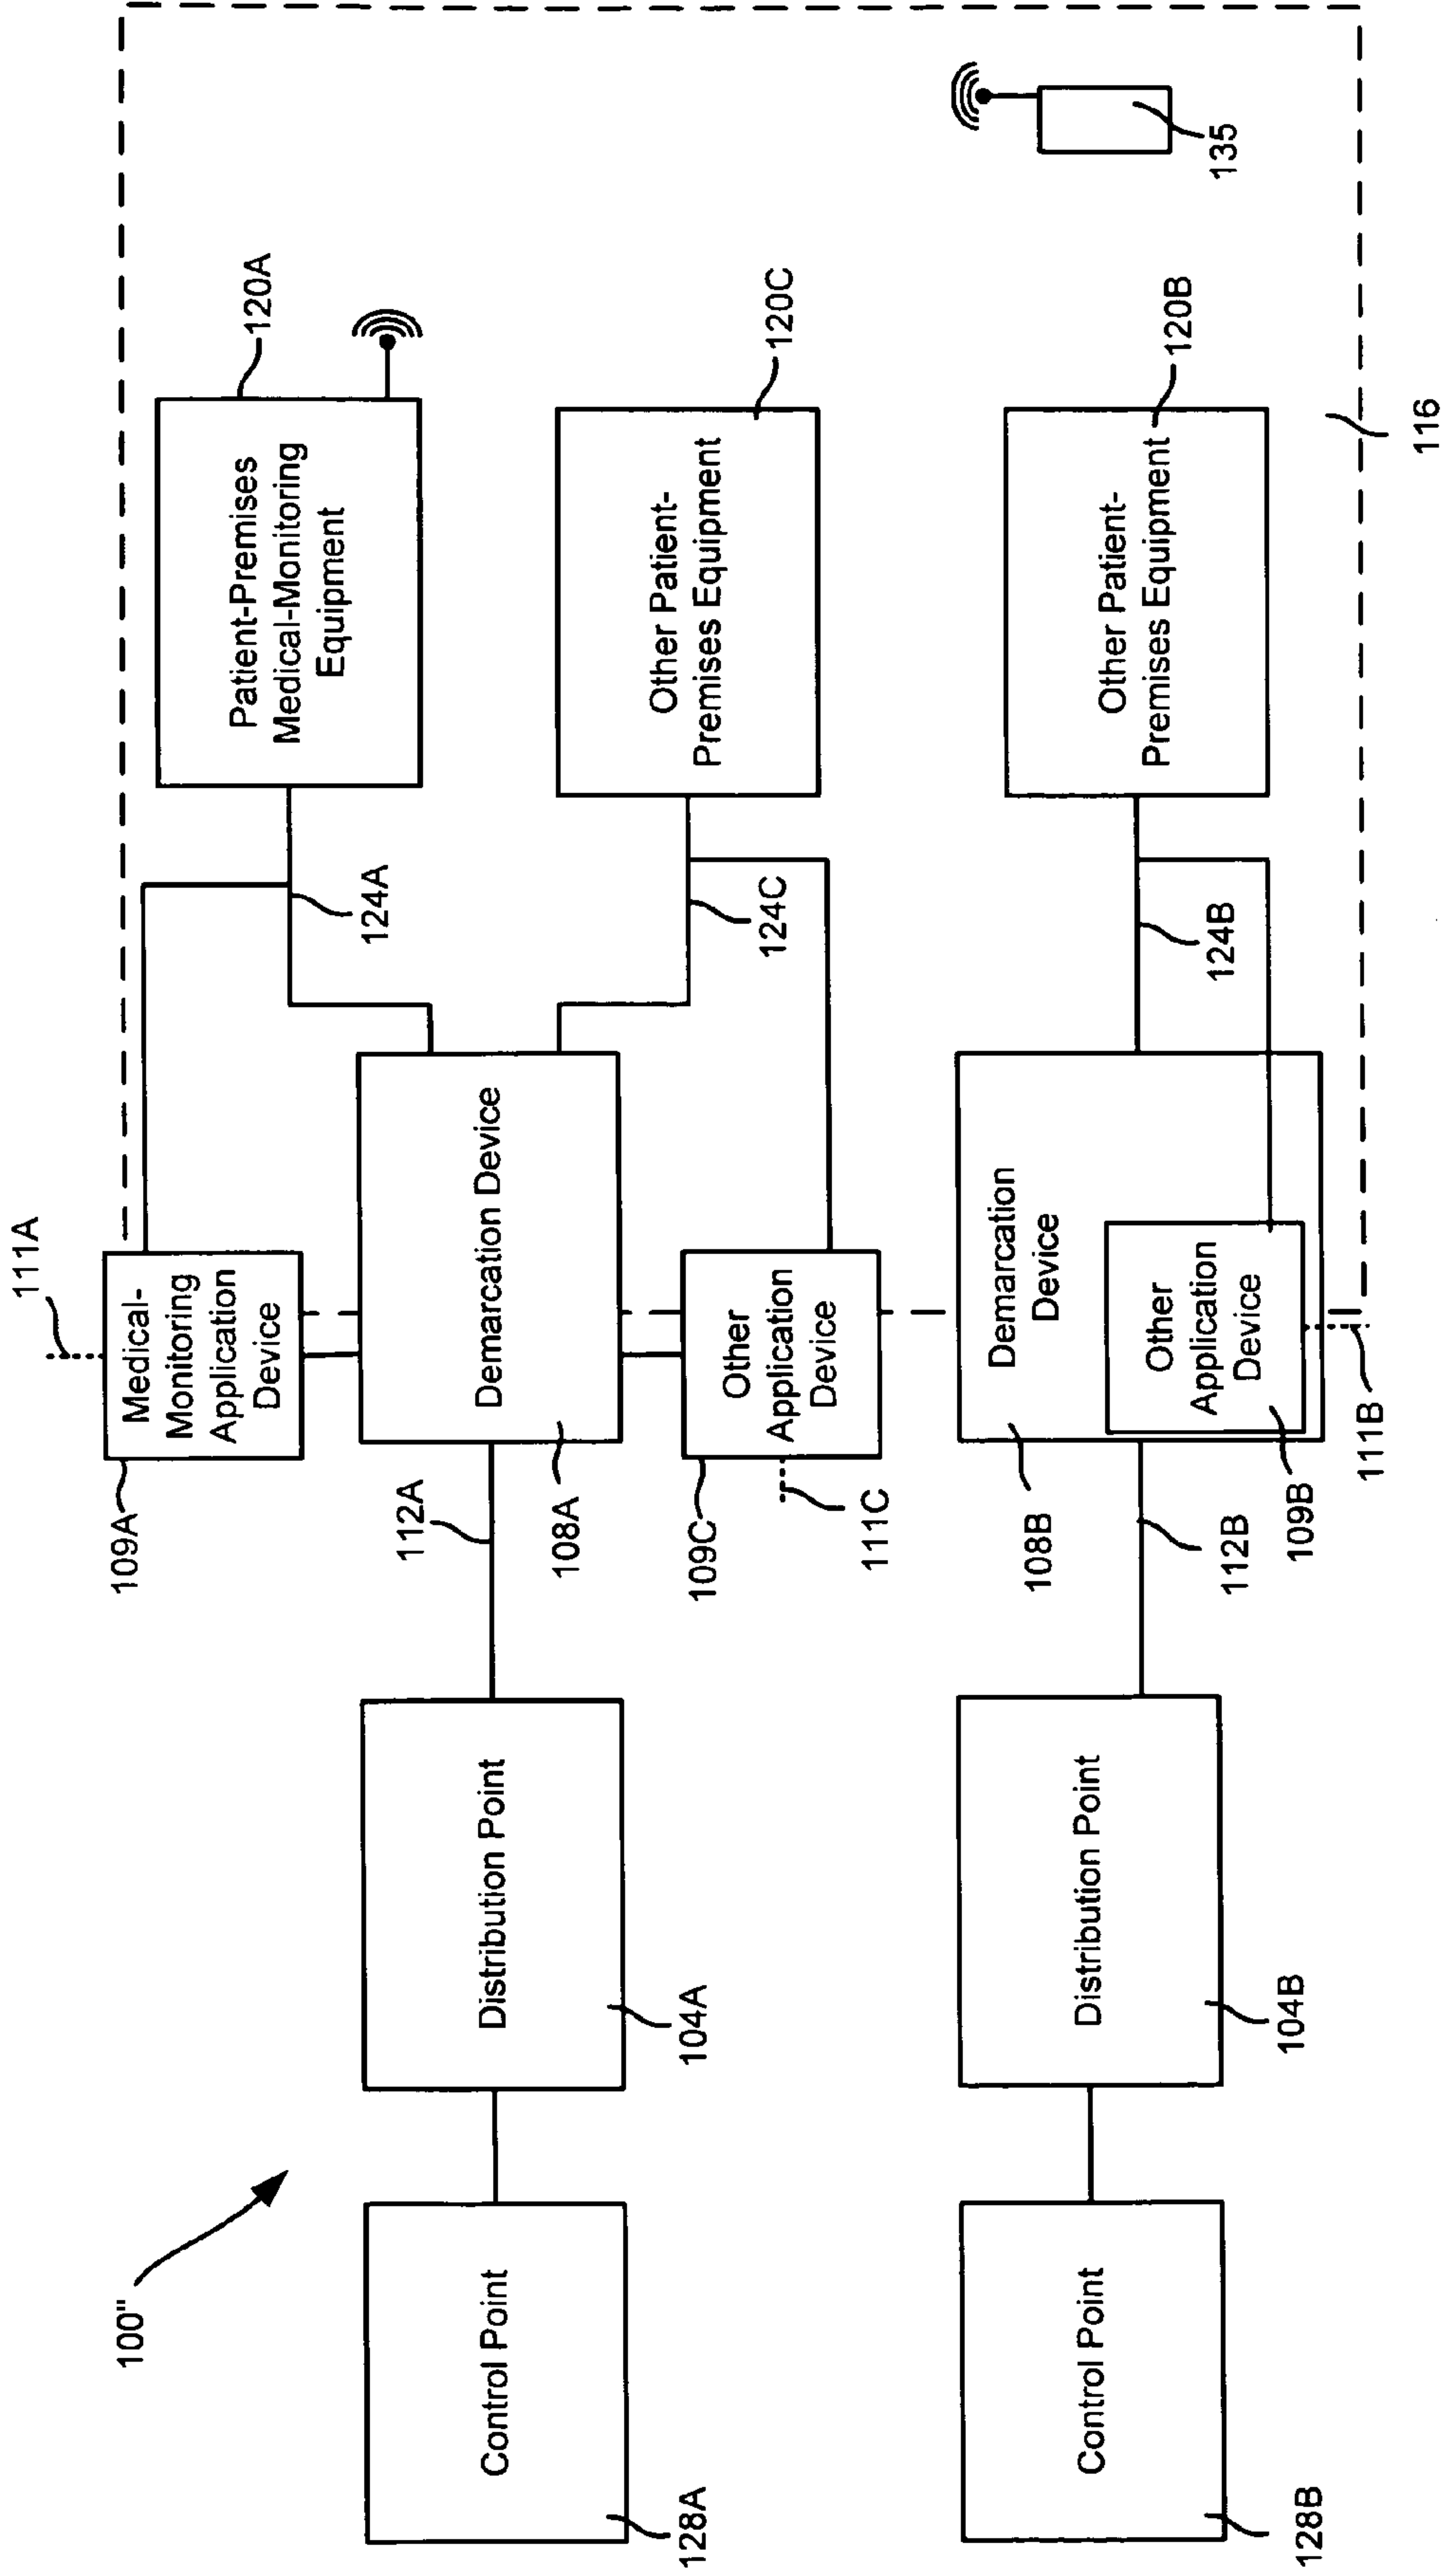 100"
128A
Control Point
104A
Distribution Point
112A
108A
Demarcation Device
109A
Medical-
Monitoring
Application
Device
111A
109C
Other
Application
Device
111C
124A
Patient-Premises
Medical-Monitoring
Equipment
120A
124C
Other Patient-
Premises Equipment
120C
128B
Control Point
104B
Distribution Point
112B
108B
Demarcation
Device
109B
Other
Application
Device
111B
124B
Other Patient-
Premises Equipment
120B
135
116